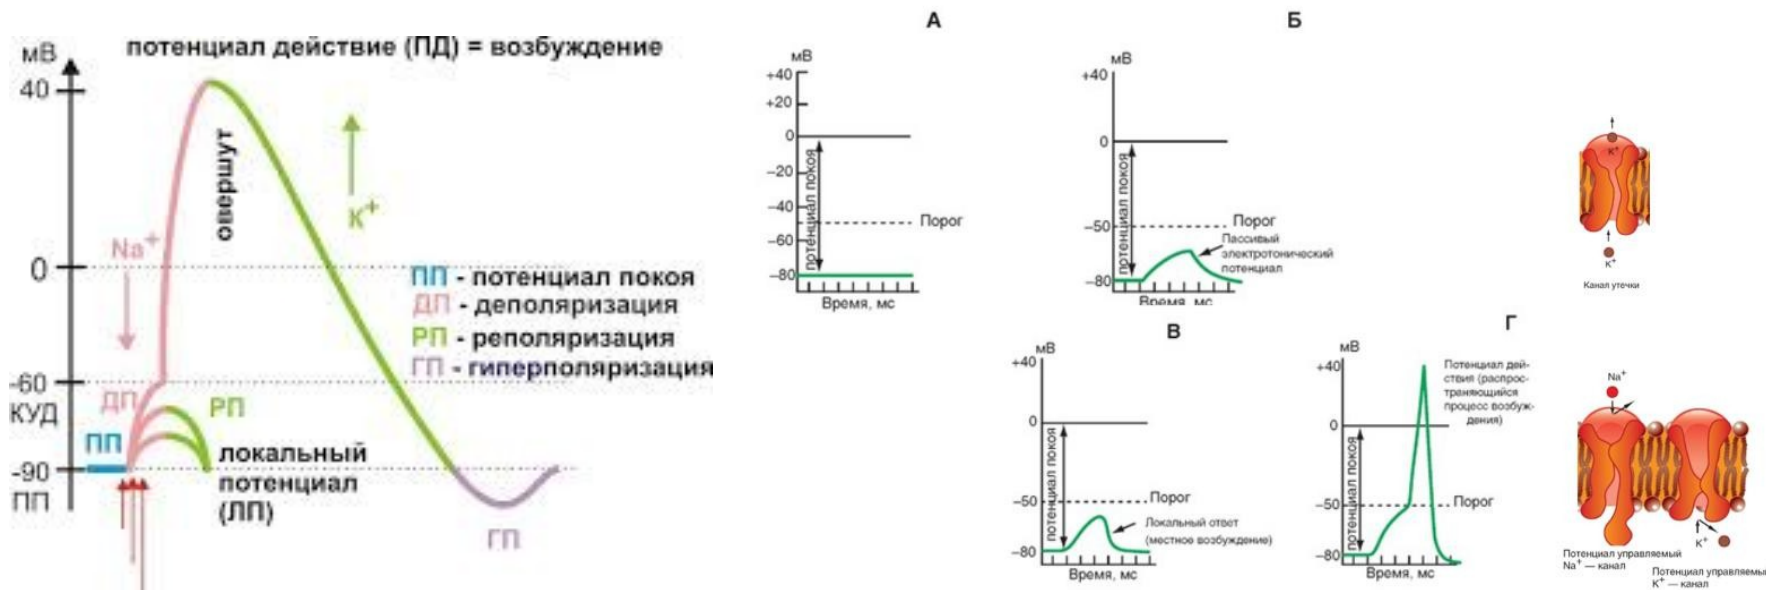 потенциал действие (ПД) = возбуждение
мВ
40
овершут
K+
Na+
0
ПП - потенциал покоя
ДП - деполяризация
РП - реполяризация
ГП - гиперполяризация
-60
КУД
ДП
РП
ПП
локальный
потенциал
(ЛП)
-90
ПП
ГП
А
мВ
+40
+20
0
−20
−40
−60
−80
потенциал покоя
Порог
Время, мс
Б
мВ
+40
0
−50
−80
потенциал покоя
Порог
Пассивый
электротонический
потенциал
Время, мс
K+
K+
Канал утечки
В
мВ
+40
0
−50
−80
потенциал покоя
Порог
Локальный ответ
(местное возбуждение)
Время, мс
Г
мВ
+40
0
−50
−80
потенциал покоя
Потенциал дей-
ствия (распрос-
траняющийся
процесс возбуж-
дения)
Порог
Время, мс
Na+
K+
Потенциал управляемый
Na+ — канал
Потенциал управляемы
K+ — канал